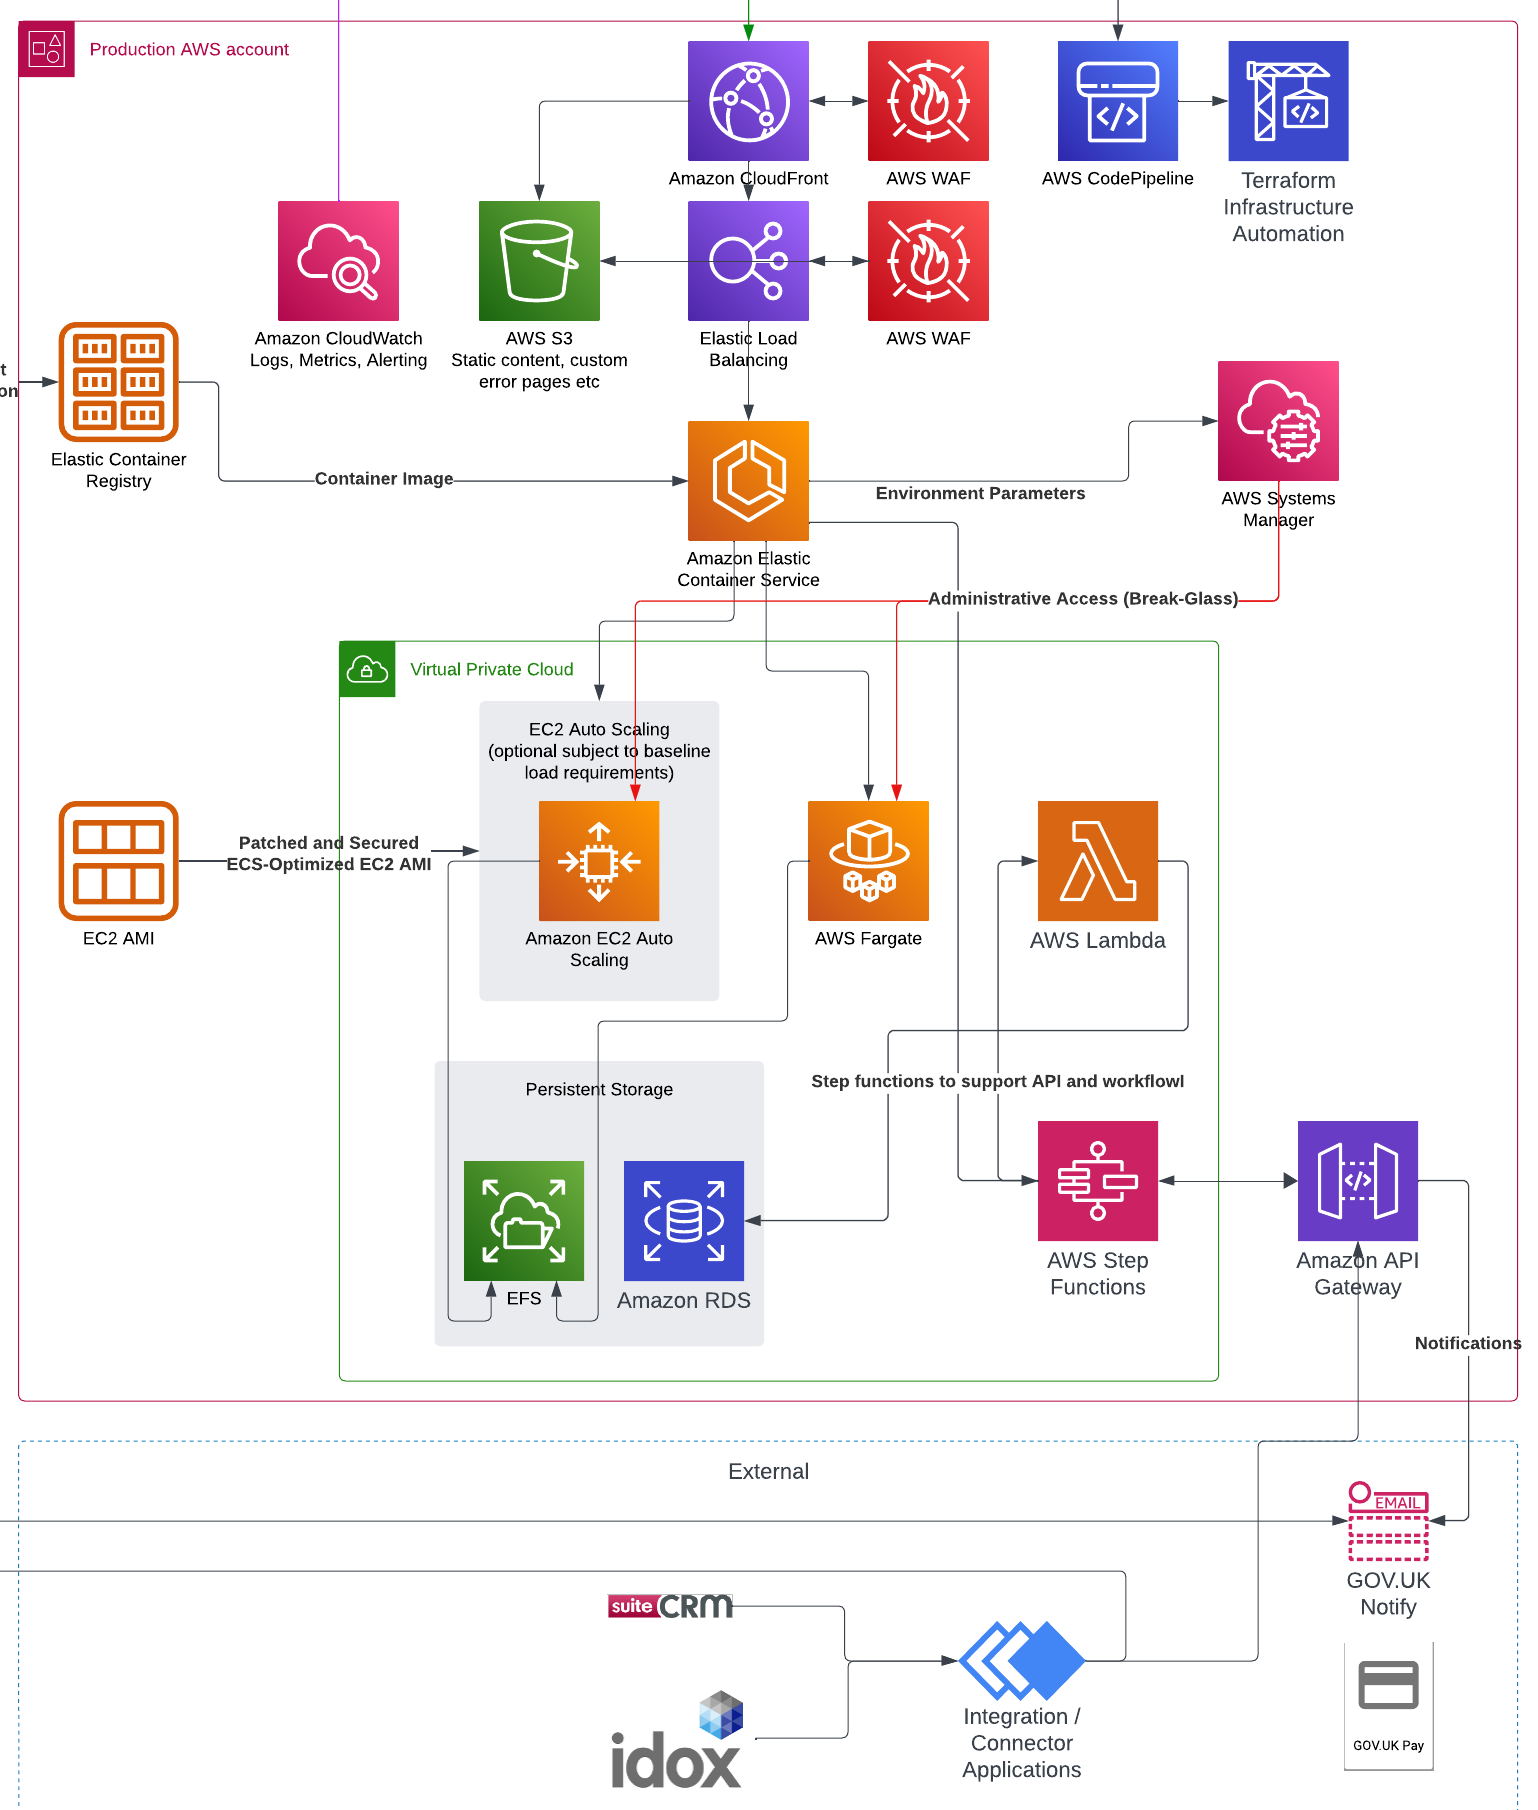 Production AWS account
Amazon CloudFront
AWS WAF
AWS CodePipeline
Terraform
Infrastructure
Automation
Amazon CloudWatch
Logs, Metrics, Alerting
AWS S3
Static content, custom
error pages etc
Elastic Load
Balancing
AWS WAF
t
on
Elastic Container
Registry
Container Image
Environment Parameters
AWS Systems
Manager
Amazon Elastic
Container Service
Administrative Access (Break-Glass)
Virtual Private Cloud
EC2 Auto Scaling
(optional subject to baseline
load requirements)
Patched and Secured
ECS-Optimized EC2 AMI
EC2 AMI
Amazon EC2 Auto
Scaling
AWS Fargate
AWS Lambda
Persistent Storage
Step functions to support API and workflowl
EFS
Amazon RDS
AWS Step
Functions
Amazon API
Gateway
Notifications
External
EMAIL
GOV.UK
Notify
suiteCRM
idox
Integration /
Connector
Applications
GOV.UK Pay